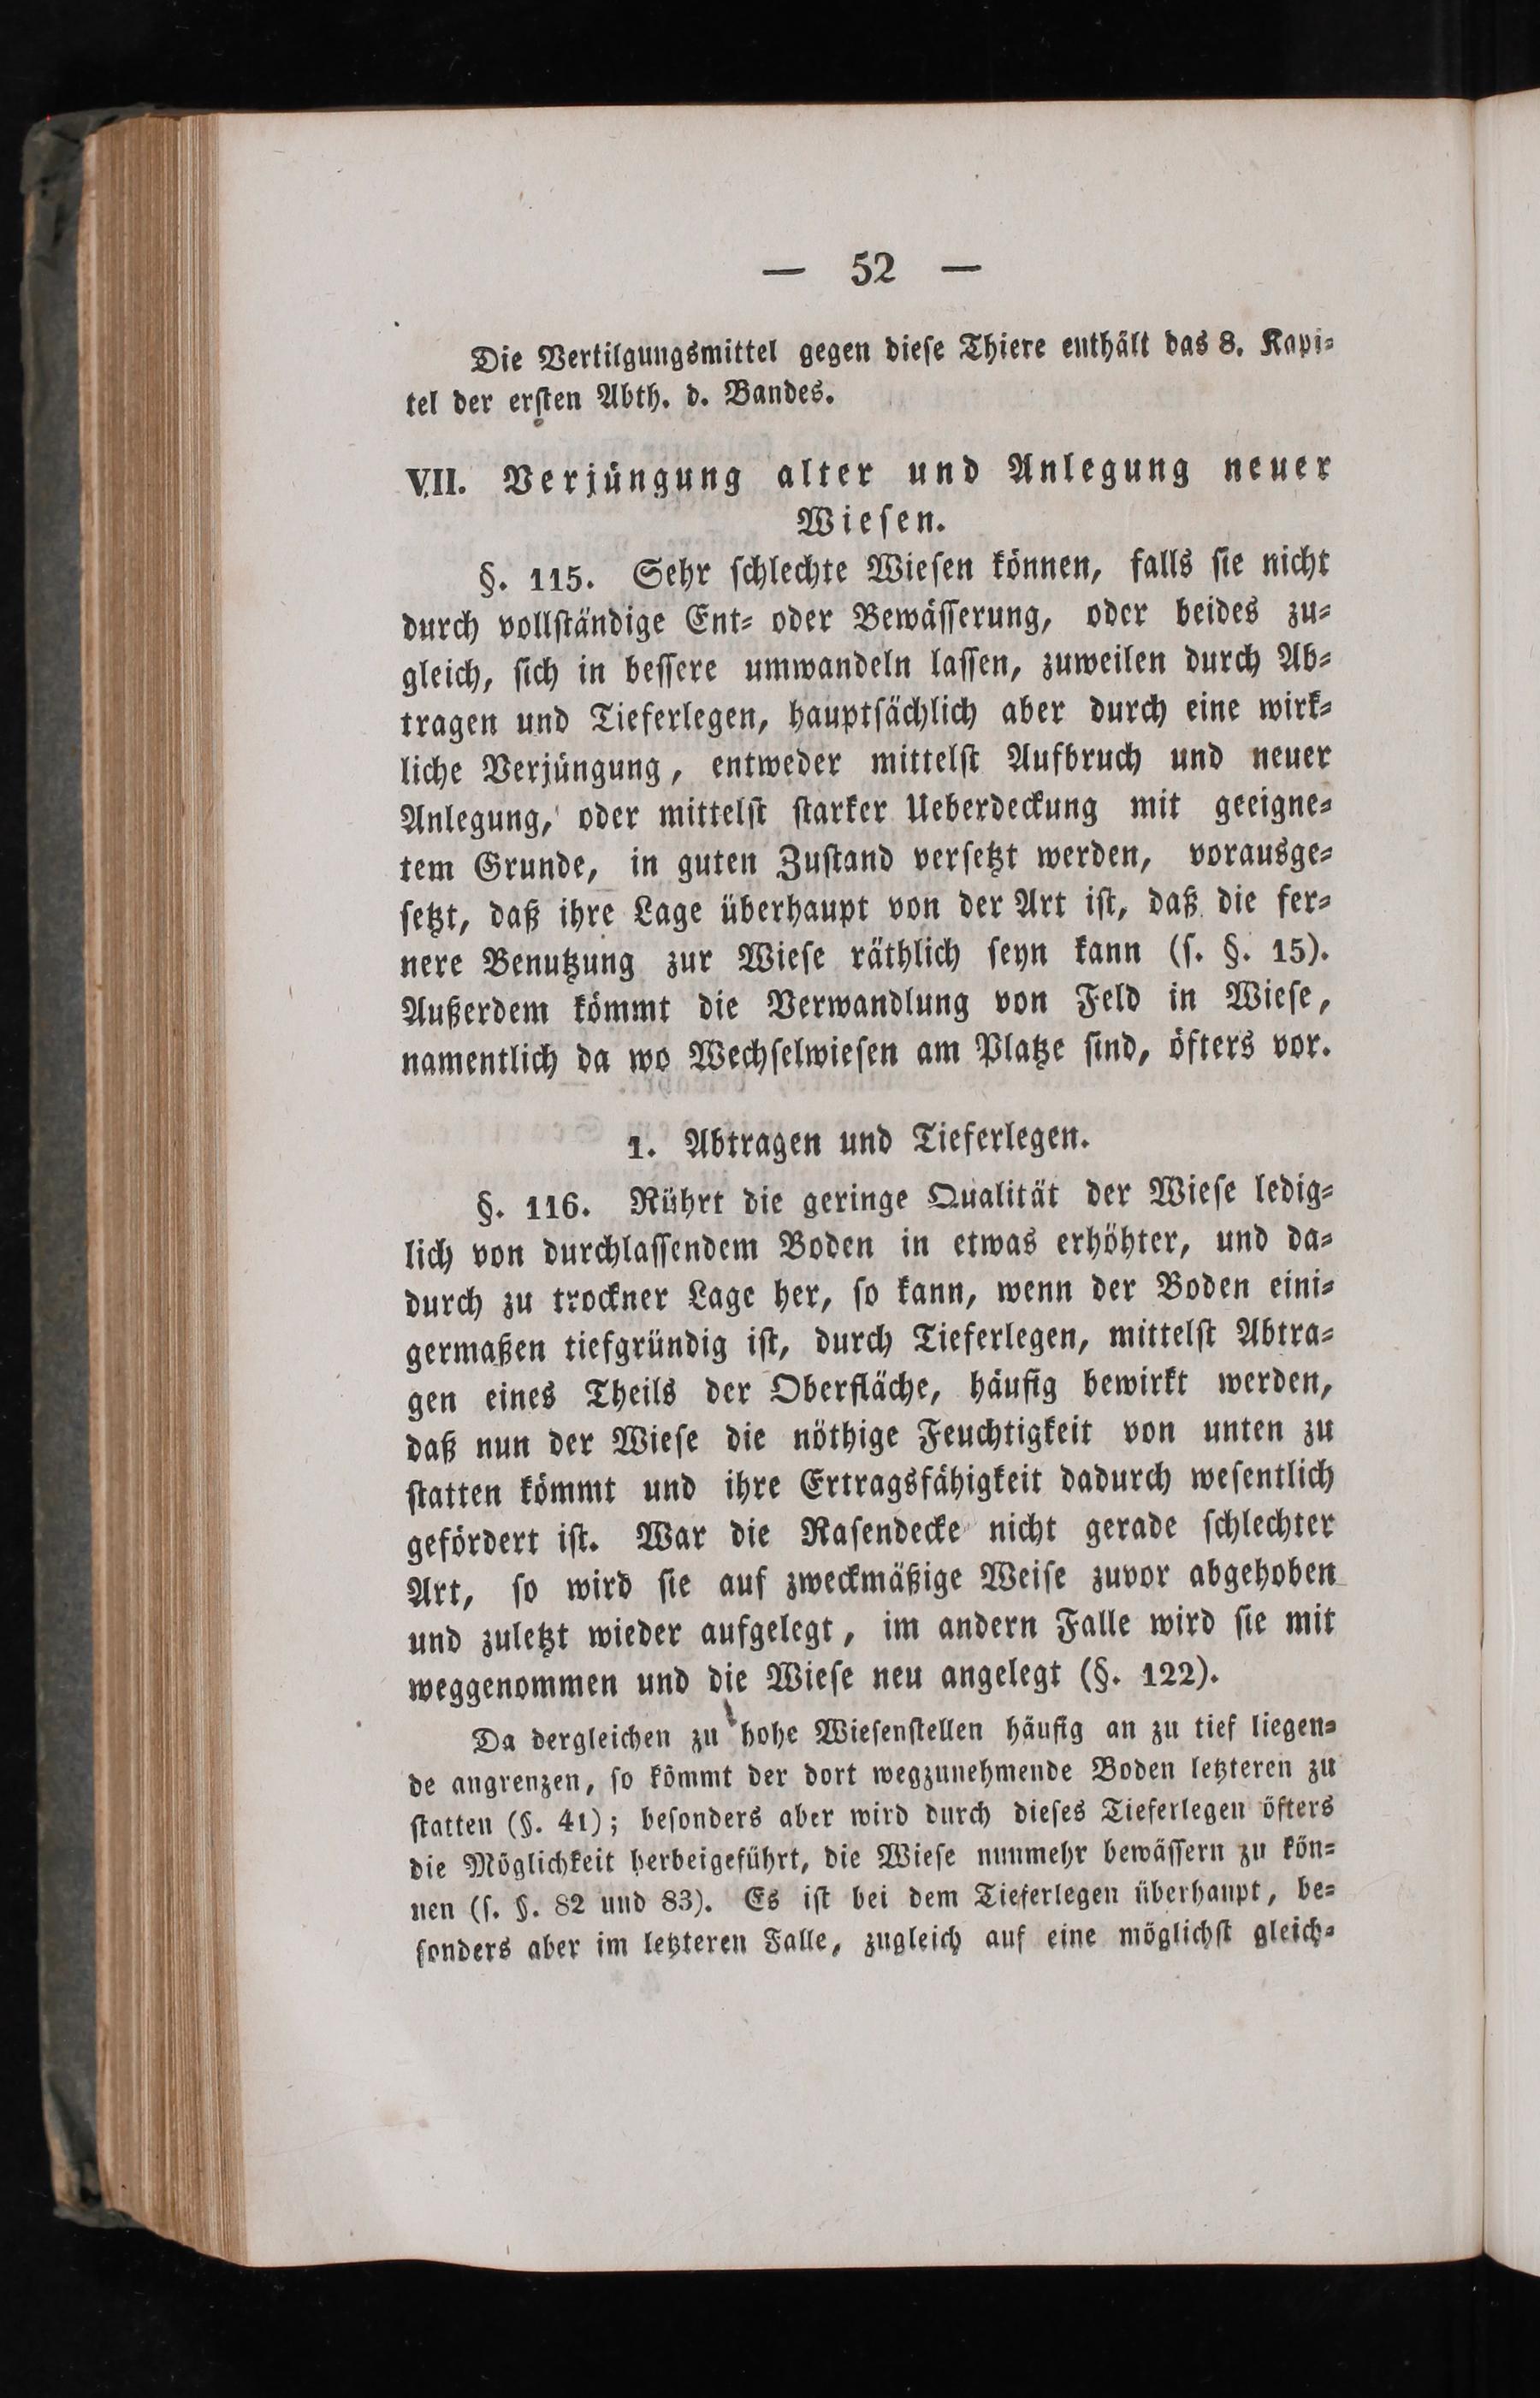 — 52 —
Die Vertilgungsmittel gegen dieſe Thiere enthält das 8. Kapi⸗
tel der erſten Abth. d. Bandes.
VII. Verjüngung alter und Anlegung neuer
Wieſen.
§. 115. Sehr ſchlechte Wieſen können, falls ſie nicht
durch vollſtändige Ent⸗ oder Bewäſſerung, oder beides zu⸗
gleich, ſich in beſſere umwandeln laſſen, zuweilen durch Ab⸗
tragen und Tieferlegen, hauptſächlich aber durch eine wirk⸗
liche Verjüngung, entweder mittelſt Aufbruch und neuer
Anlegung, oder mittelſt ſtarker Ueberdeckung mit geeigne⸗
tem Grunde, in guten Zuſtand verſetzt werden, vorausge⸗
ſetzt, daß ihre Lage überhaupt von der Art iſt, daß die fer⸗
nere Benutzung zur Wieſe räthlich ſeyn kann (ſ. §. 15).
Außerdem kömmt die Verwandlung von Feld in Wieſe,
namentlich da wo Wechſelwieſen am Platze ſind, öfters vor.
1. Abtragen und Tieferlegen.
§. 116. Rührt die geringe Qualität der Wieſe ledig⸗
lich von durchlaſſendem Boden in etwas erhöhter, und da⸗
durch zu trockner Lage her, ſo kann, wenn der Boden eini⸗
germaßen tiefgründig iſt, durch Tieferlegen, mittelſt Abtra⸗
gen eines Theils der Oberfläche, häufig bewirkt werden,
daß nun der Wieſe die nöthige Feuchtigkeit von unten zu
ſtatten kömmt und ihre Ertragsfähigkeit dadurch weſentlich
gefördert iſt. War die Raſendecke nicht gerade ſchlechter
Art, ſo wird ſie auf zweckmäßige Weiſe zuvor abgehoben
und zuletzt wieder aufgelegt, im andern Falle wird ſie mit
weggenommen und die Wieſe neu angelegt (§. 122).
Da dergleichen zu hohe Wieſenſtellen häufig an zu tief liegen⸗
de angrenzen, ſo kömmt der dort wegzunehmende Boden letzteren zu
ſtatten (§. 41); beſonders aber wird durch dieſes Tieferlegen öfters
die Möglichkeit herbeigeführt, die Wieſe nunmehr bewäſſern zu kön⸗
nen (ſ. §. 82 und 83). Es iſt bei dem Tieferlegen überhaupt, be⸗
ſonders aber im letzteren Falle, zugleich auf eine möglichſt gleich⸗